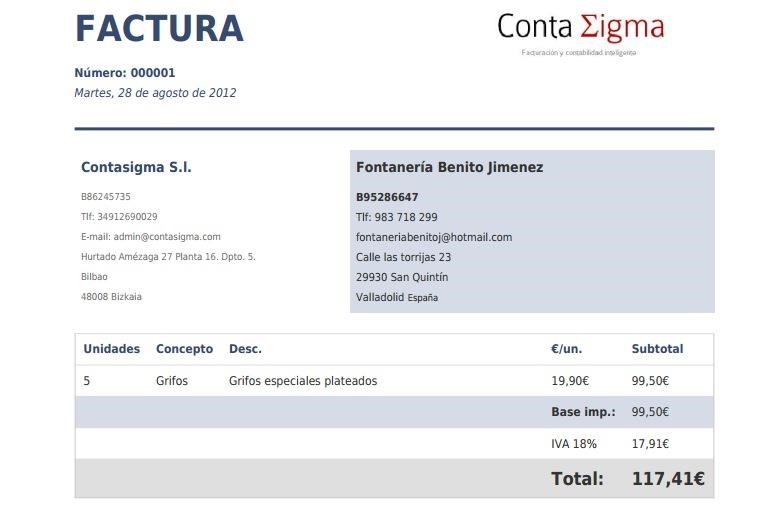 FACTURA
Conta Σigma
Facturación y contabilidad inteligente
Número: 000001
Martes, 28 de agosto de 2012
Contasigma S.l.
B86245735
Tlf: 34912690029
E-mail: admin@contasigma.com
Hurtado Amézaga 27 Planta 16. Dpto. 5.
Bilbao
48008 Bizkaia
Fontanería Benito Jimenez
B95286647
Tlf: 983 718 299
fontaneriabenitoj@hotmail.com
Calle las torrijas 23
29930 San Quintín
Valladolid España
Unidades Concepto Desc. €/un. Subtotal
5 Grifos Grifos especiales plateados 19,90€ 99,50€
Base imp.: 99,50€
IVA 18% 17,91€
Total: 117,41€